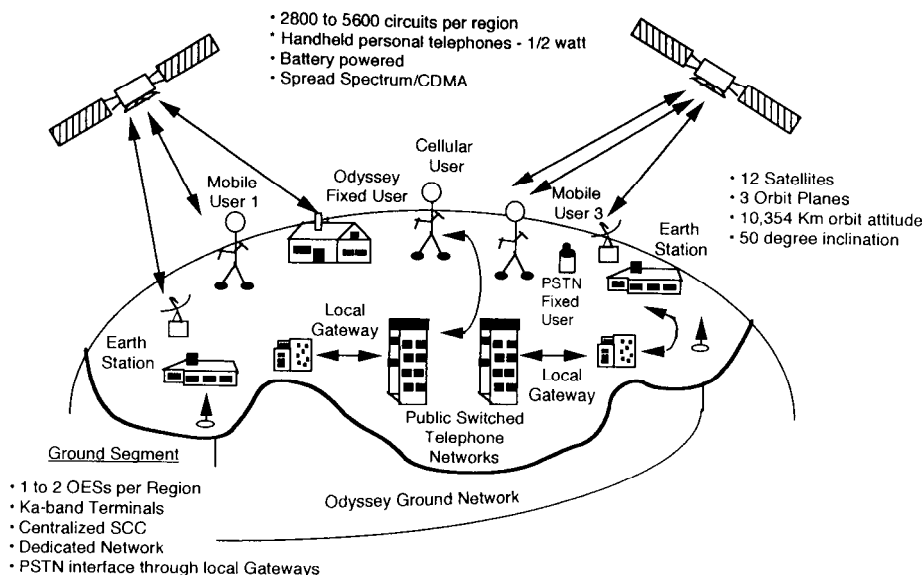 • 2800 to 5600 circuits per region
* Handheld personal telephones - 1/2 watt
• Battery powered
• Spread Spectrum/CDMA
Cellular
User
Odyssey
Fixed User
Mobile
User 1
Mobile
User 3
• 12 Satellites
• 3 Orbit Planes
• 10,354 Km orbit attitude
• 50 degree inclination
Earth
Station
PSTN
Fixed
User
Local
Gateway
Earth
Station
Local
Gateway
Public Switched
Telephone
Networks
Ground Segment
• 1 to 2 OESs per Region
• Ka-band Terminals
• Centralized SCC
• Dedicated Network
• PSTN interface through local Gateways
Odyssey Ground Network